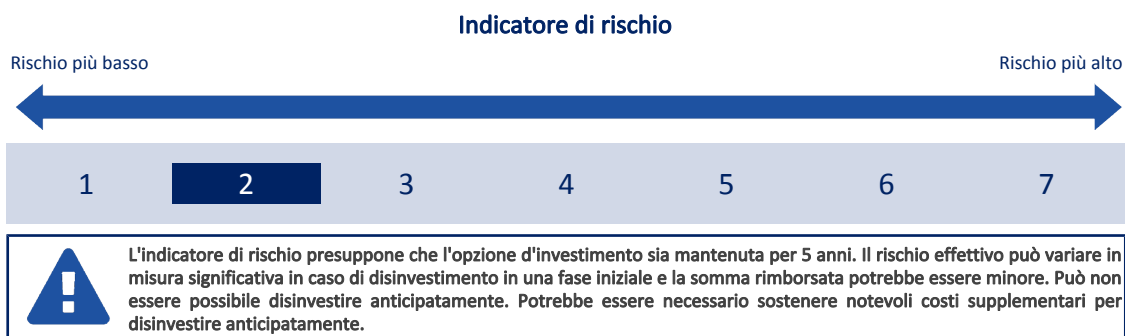 Indicatore di rischio
Rischio più basso
Rischio più alto
1 2 3 4 5 6 7
L'indicatore di rischio presuppone che l'opzione d'investimento sia mantenuta per 5 anni. Il rischio effettivo può variare in
misura significativa in caso di disinvestimento in una fase iniziale e la somma rimborsata potrebbe essere minore. Può non
essere possibile disinvestire anticipatamente. Potrebbe essere necessario sostenere notevoli costi supplementari per
disinvestire anticipatamente.